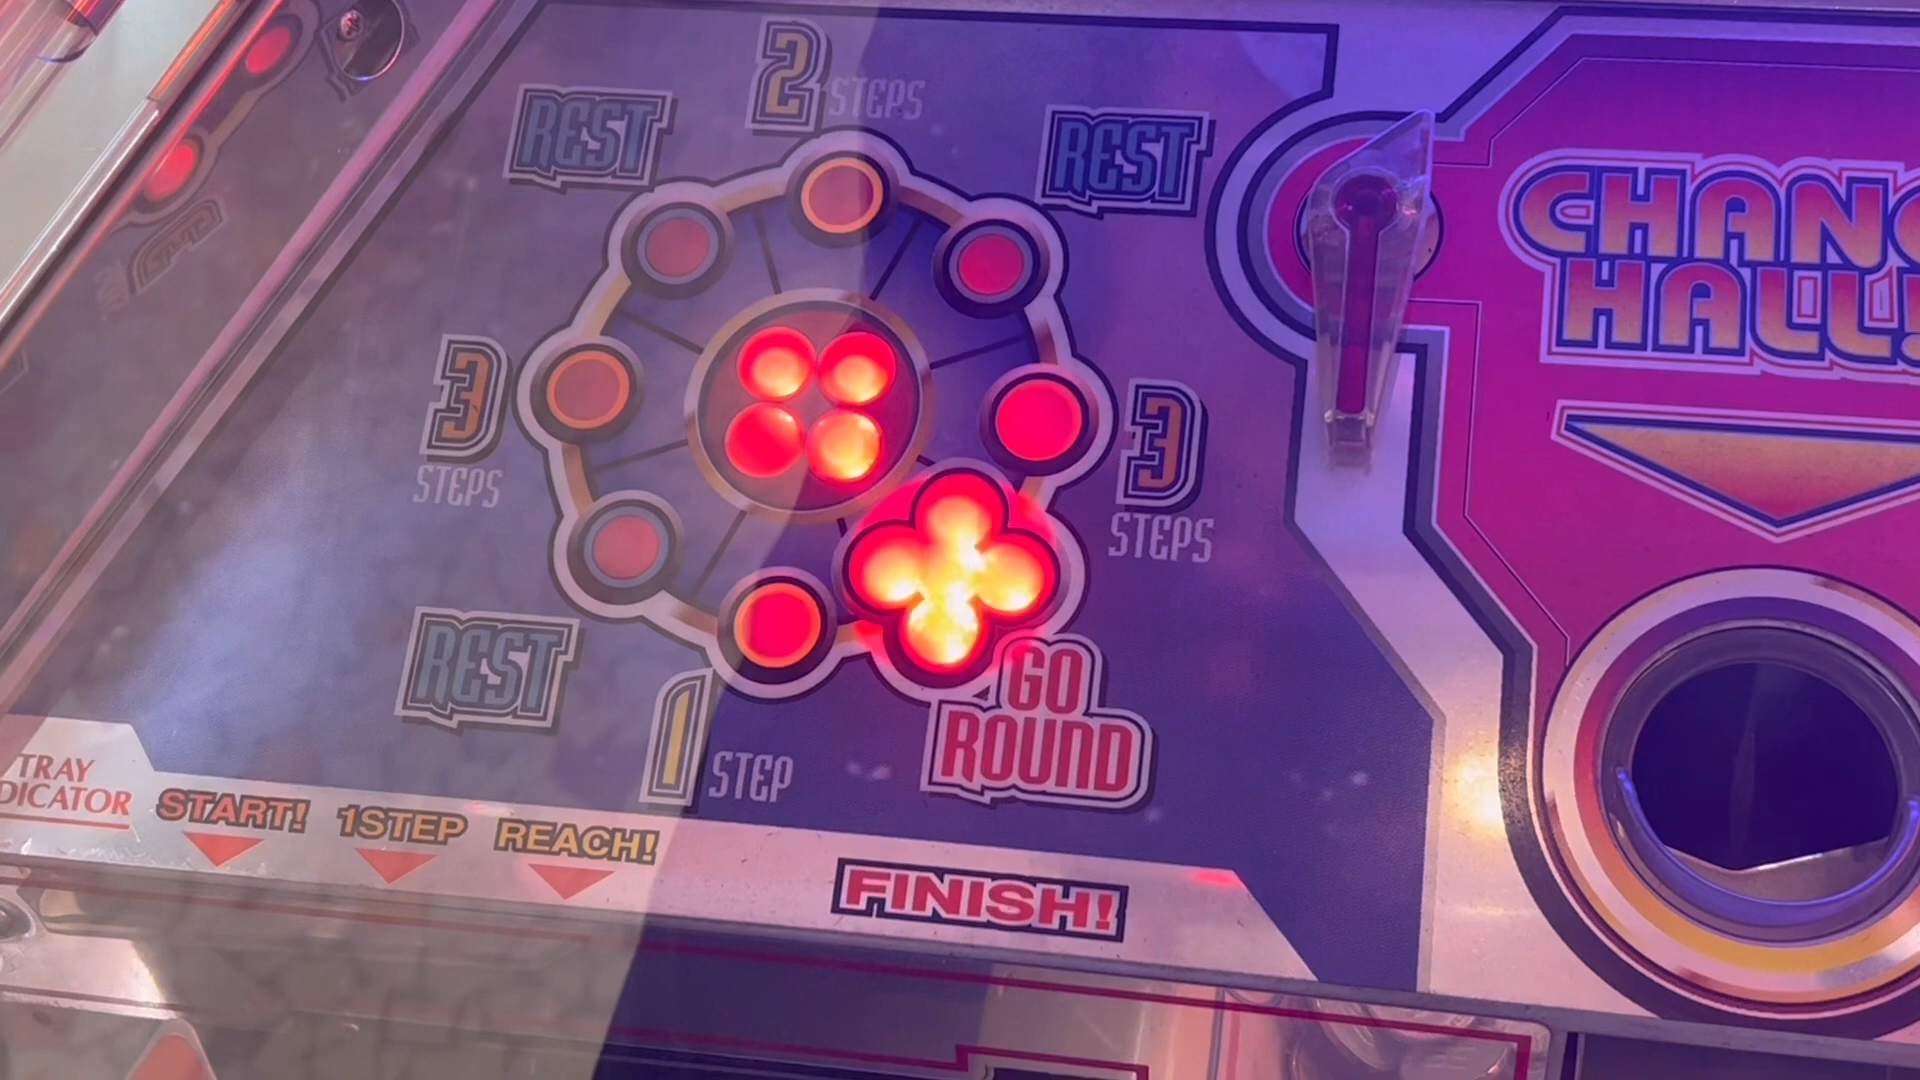 2 STEPS
REST
REST
CHANC
HALL!
3
STEPS
3
STEPS
REST
1 STEP
GO
ROUND
TRAY
DICATOR
START! 1STEP REACH!
FINISH!